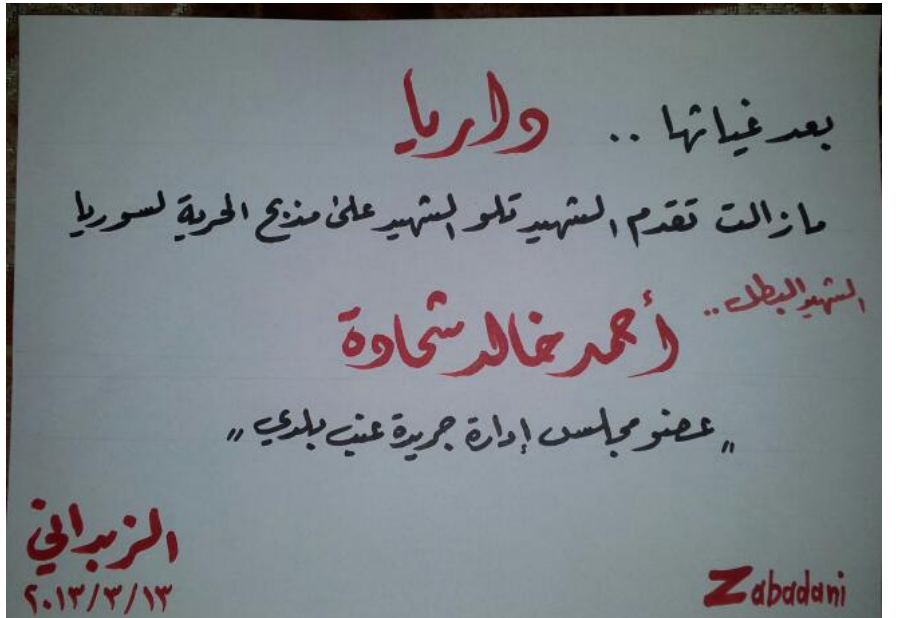 بعد غياثها .. داريا
مازالت تقدم الشهيد تلو الشهيد على مذبح الحرية لسوريا
الشهيد البطل ..
أحمد خالد شحادة
"عضو مجلس إدارة جريدة عنب بلدي"
الزبداني
٢٠١٣/٣/١٣
Zabadani